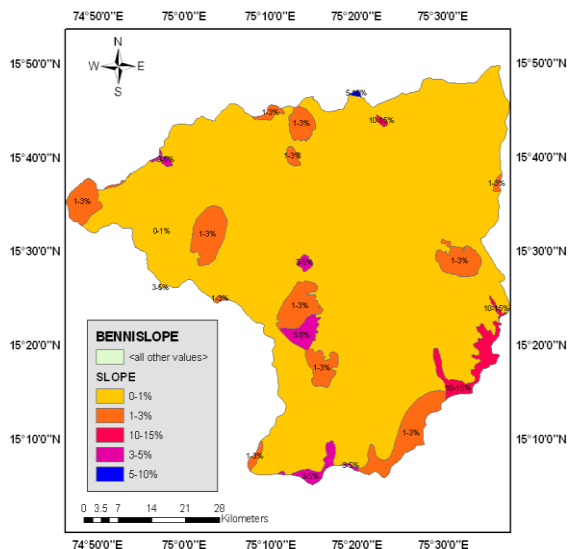 74°50'0"E 75°0'0"E 75°10'0"E 75°20'0"E 75°30'0"E
N
W E
S
15°50'0"N 15°50'0"N
5-10%
1-3%
10-15%
15°40'0"N 1-3% 15°40'0"N
3-5%
1-3%
1-3%
0-1%
1-3%
15°30'0"N 15°30'0"N
3-5%
1-3%
3-5%
1-3%
1-3%
10-15%
3-5%
15°20'0"N 15°20'0"N
1-3%
10-15%
1-3%
15°10'0"N 15°10'0"N
1-3%
3-5%
3-5%
BENNISLOPE
<all other values>
SLOPE
0-1%
1-3%
10-15%
3-5%
5-10%
0 3.5 7 14 21 28
Kilometers
74°50'0"E 75°0'0"E 75°10'0"E 75°20'0"E 75°30'0"E